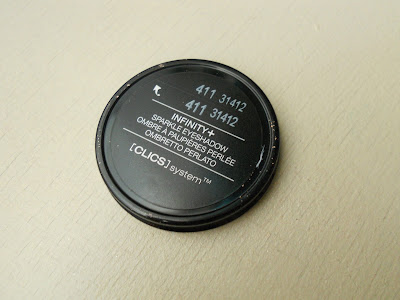 411 31412
411 31412
INFINITY+
SPARKLE EYESHADOW
OMBRE À PAUPIÈRES PERLÉE
OMBRETTO PERLATO
[CLICS] system™